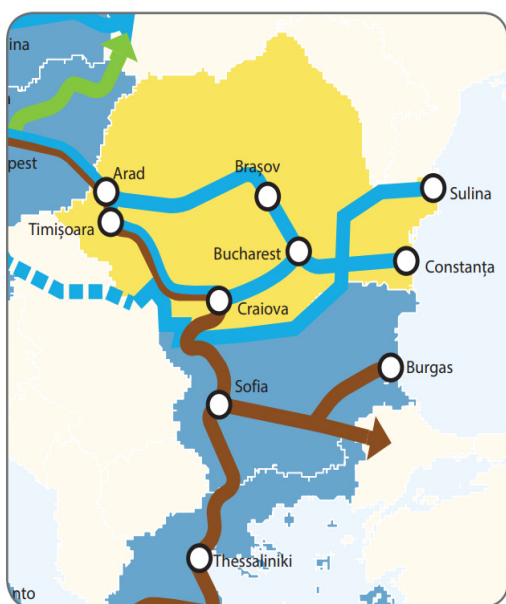 ina
a
pest
Arad
Brașov
Sulina
Timișoara
Bucharest
Constanța
Craiova
Burgas
Sofia
Thessaliniki
nto